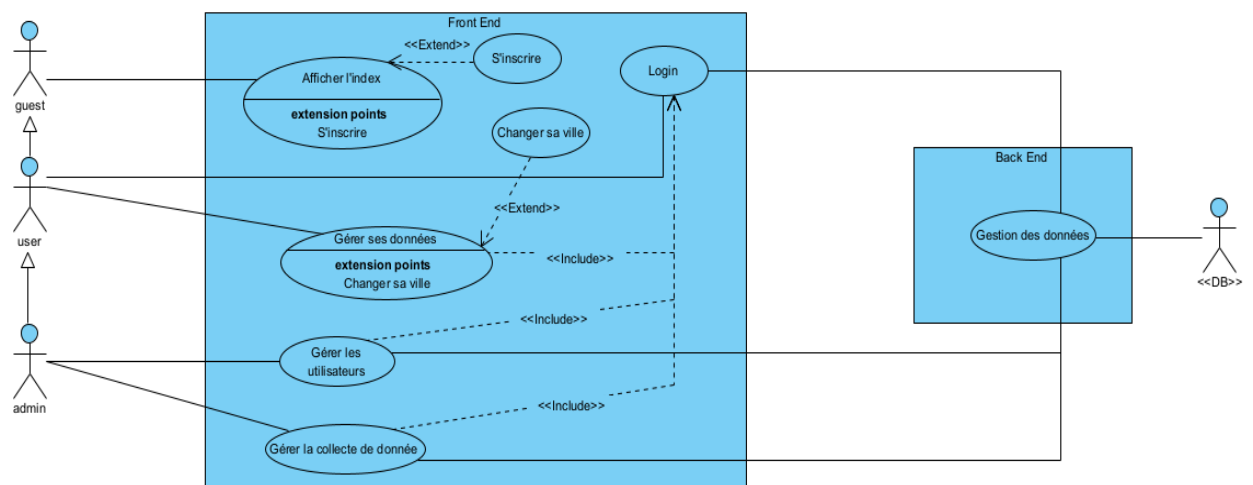 Front End
<<Extend>>
S'inscrire
Afficher l'index
extension points
S'inscrire
Login
guest
Changer sa ville
Back End
<<Extend>>
user
Gérer ses données
extension points
Changer sa ville
<<Include>>
Gestion des données
<<DB>>
<<Include>>
Gérer les
utilisateurs
admin
<<Include>>
Gérer la collecte de donnée